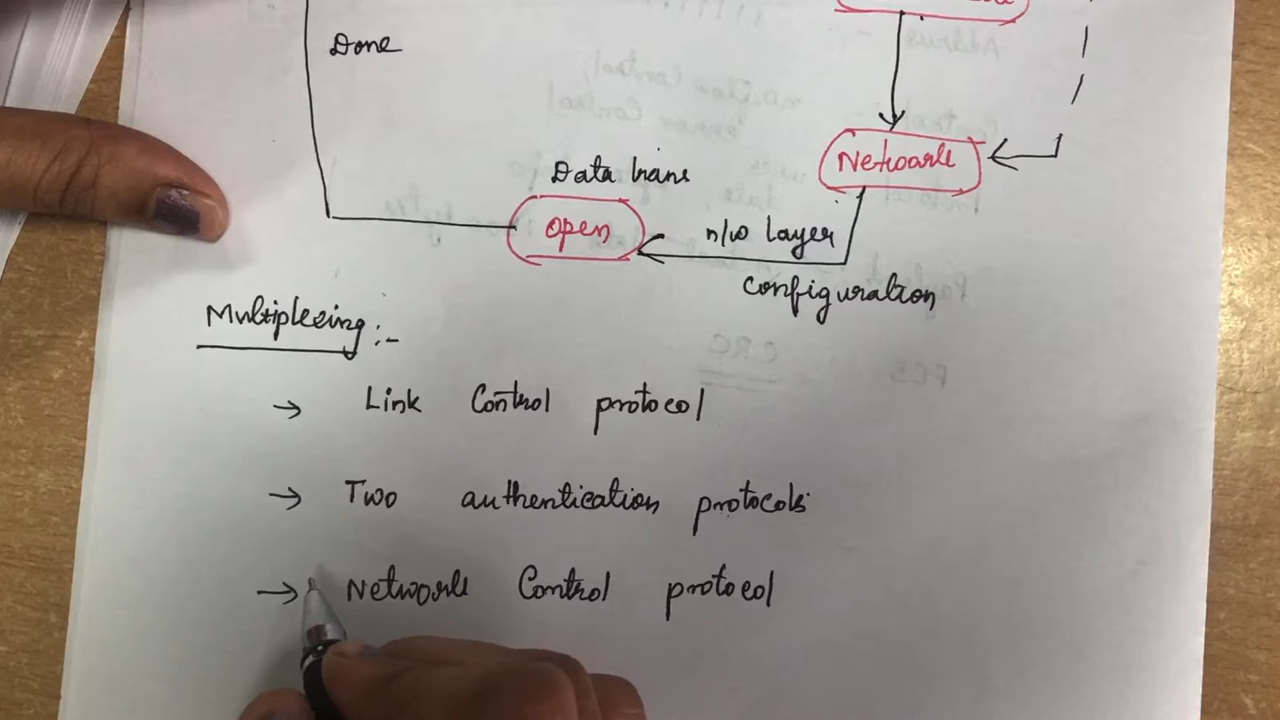 Done
Network
Data trans
open
n/w Layer
Configuration
Multiplexing :-
→ Link Control protocol
→ Two authentication protocols
→ Network Control protocol